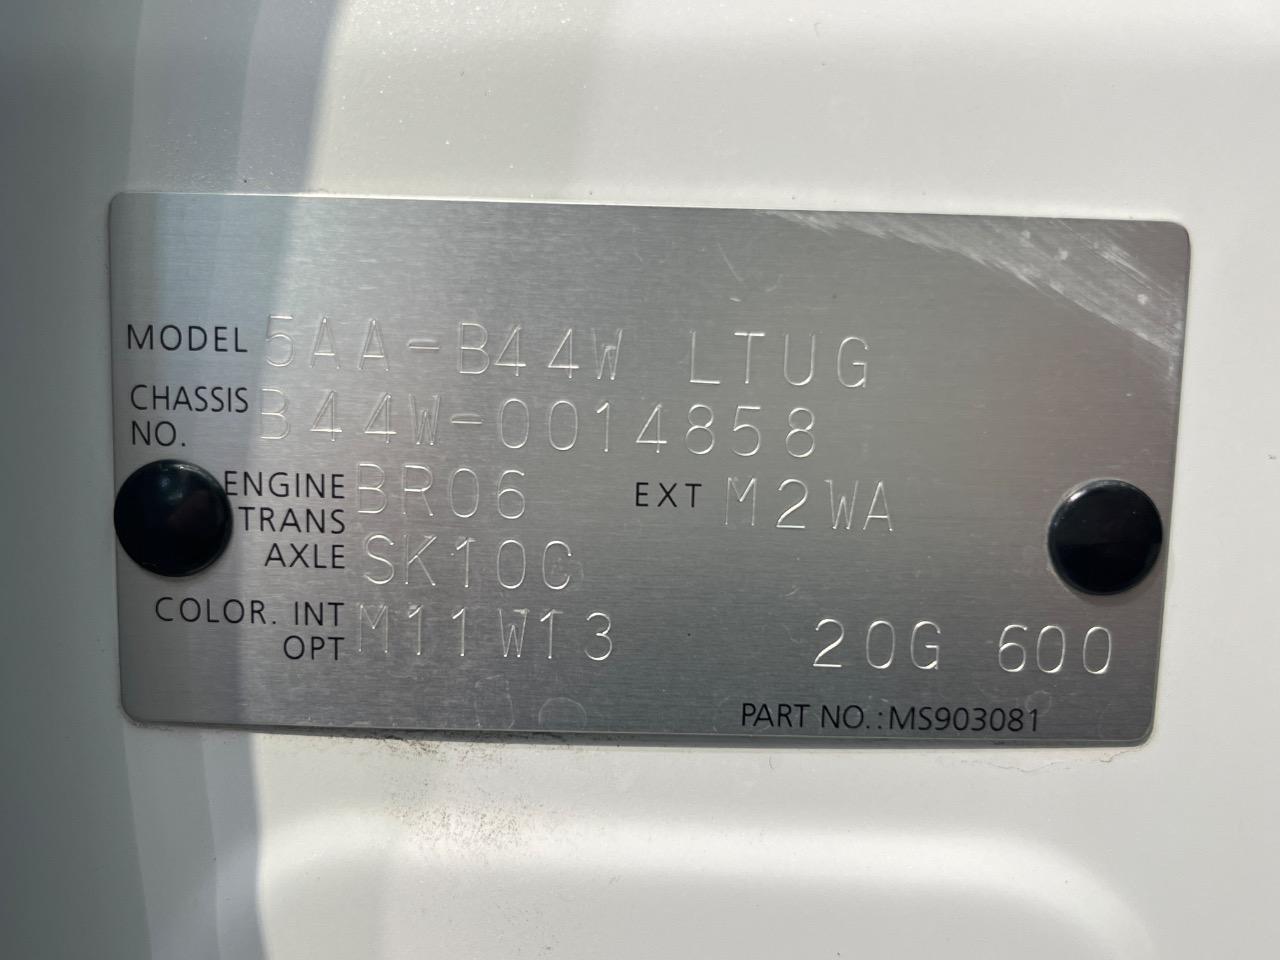 MODEL 5AA-B44W LTUG
CHASSIS NO. B44W-0014858
ENGINE BR06 EXT M2WA
TRANS AXLE SK10C
COLOR. INT OPT M11W13 20G 600
PART NO.:MS903081